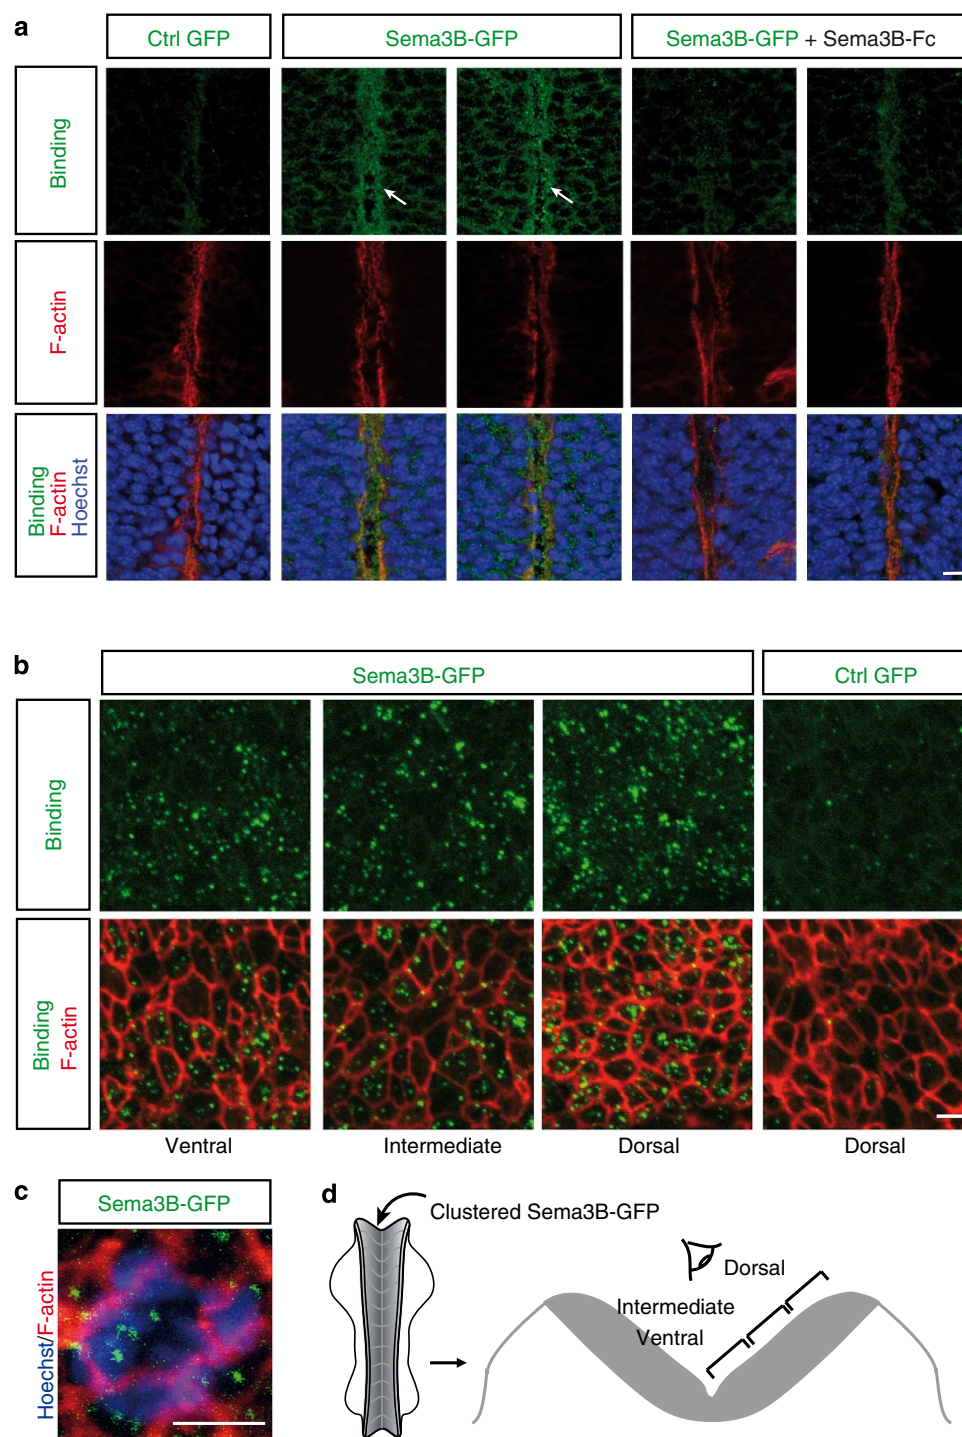 a
Ctrl GFP
Sema3B-GFP
Sema3B-GFP + Sema3B-Fc
Binding
F-actin
Binding
F-actin
Hoechst
b
Sema3B-GFP
Ctrl GFP
Binding
Binding
F-actin
Ventral
Intermediate
Dorsal
Dorsal
c
Sema3B-GFP
Hoechst/F-actin
d
Clustered Sema3B-GFP
Dorsal
Intermediate
Ventral